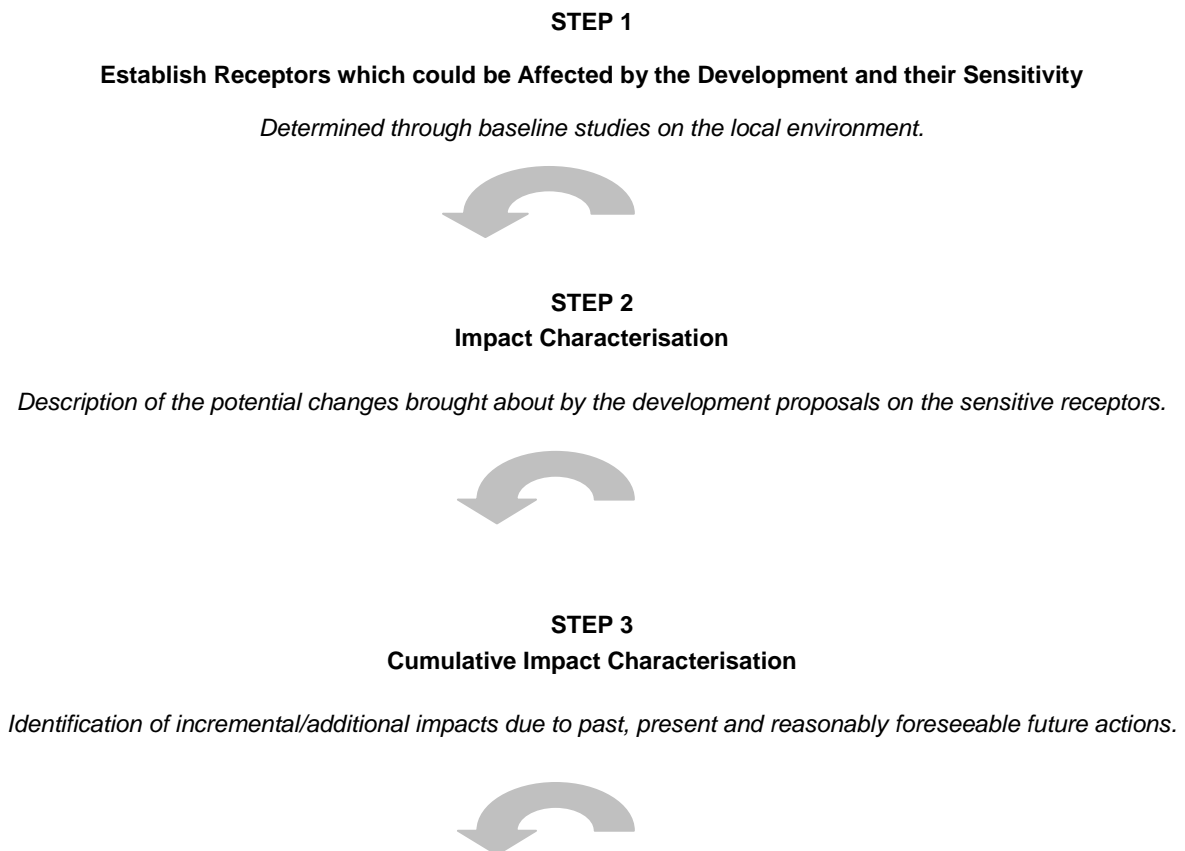 STEP 1
Establish Receptors which could be Affected by the Development and their Sensitivity
Determined through baseline studies on the local environment.
STEP 2
Impact Characterisation
Description of the potential changes brought about by the development proposals on the sensitive receptors.
STEP 3
Cumulative Impact Characterisation
Identification of incremental/additional impacts due to past, present and reasonably foreseeable future actions.